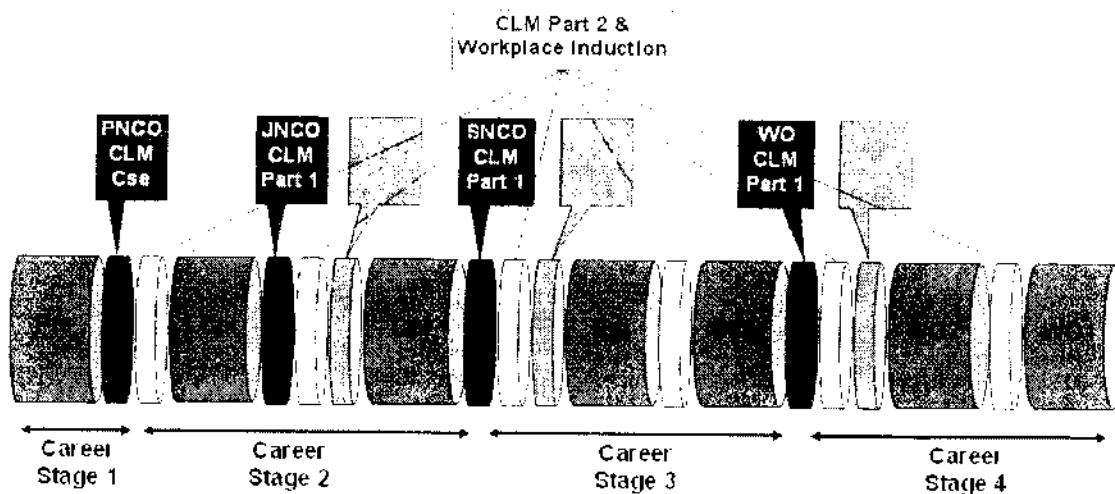 CLM Part 2 &
Workplace Induction
PNCO
CLM
Cse
JNCO
CLM
Part 1
SNCO
CLM
Part 1
WO
CLM
Part 1
Career
Stage 1
Career
Stage 2
Career
Stage 3
Career
Stage 4